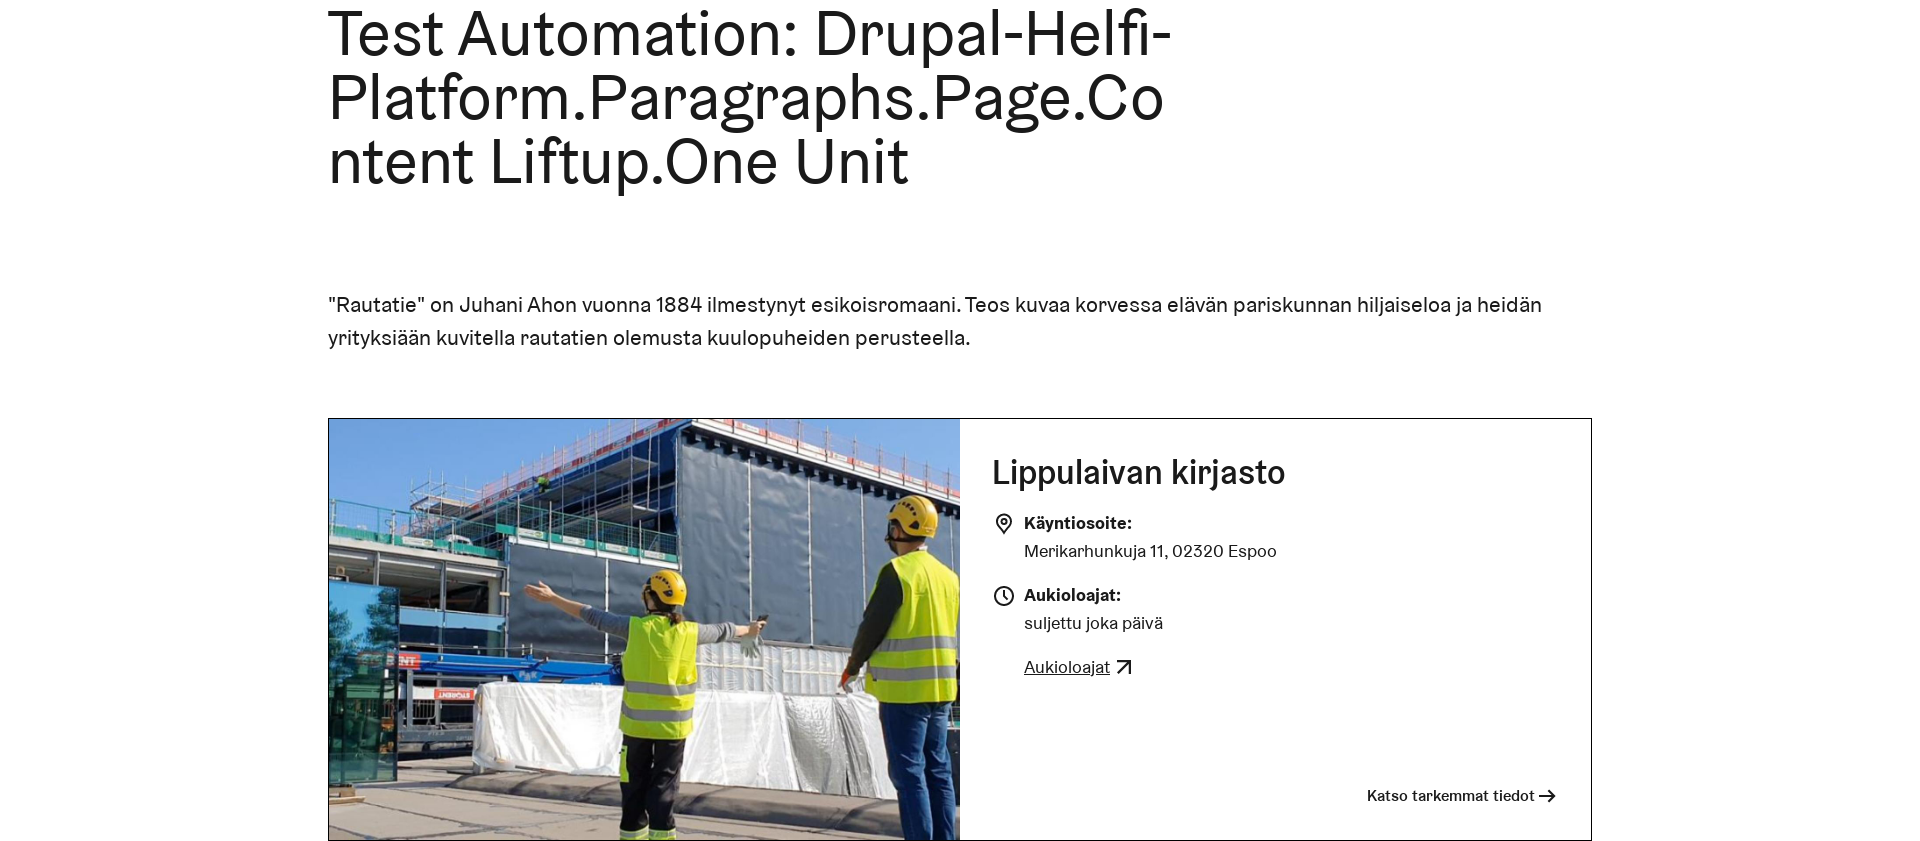 Test Automation: Drupal-Helfi-
Platform.Paragraphs.Page.Co
ntent Liftup.One Unit
"Rautatie" on Juhani Ahon vuonna 1884 ilmestynyt esikoisromaani. Teos kuvaa korvessa elävän pariskunnan hiljaiseloa ja heidän
yrityksiään kuvitella rautatien olemusta kuulopuheiden perusteella.
Lippulaivan kirjasto
Käyntiosoite:
Merikarhunkuja 11, 02320 Espoo
Aukioloajat:
suljettu joka päivä
Aukioloajat
Katso tarkemmat tiedot